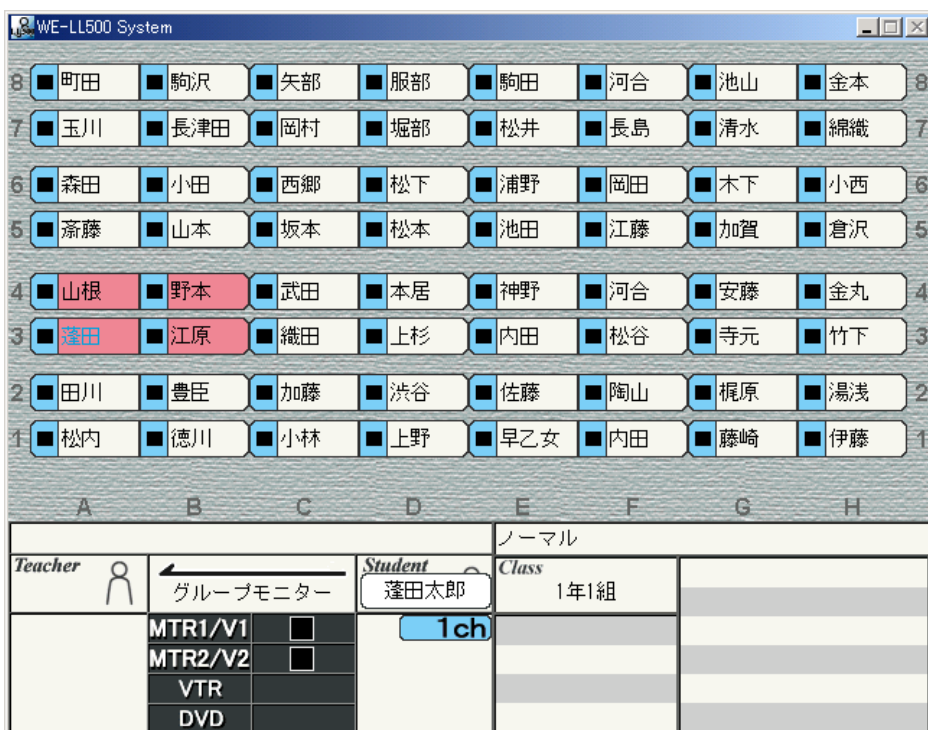 WE-LL500 System
8 町田 駒沢 矢部 服部 駒田 河合 池山 金本 8
7 玉川 長津田 岡村 堀部 松井 長島 清水 綿織 7
6 森田 小田 西郷 松下 浦野 岡田 木下 小西 6
5 斎藤 山本 坂本 松本 池田 江藤 加賀 倉沢 5
4 山根 野本 武田 本居 神野 河合 安藤 金丸 4
3 蓬田 江原 織田 上杉 内田 松谷 寺元 竹下 3
2 田川 豊臣 加藤 渋谷 佐藤 陶山 梶原 湯浅 2
1 松内 徳川 小林 上野 早乙女 内田 藤崎 伊藤 1
A B C D E F G H
ノーマル
Teacher Student Class
グループモニター 蓬田太郎 1年1組
MTR1/V1 1ch
MTR2/V2
VTR
DVD